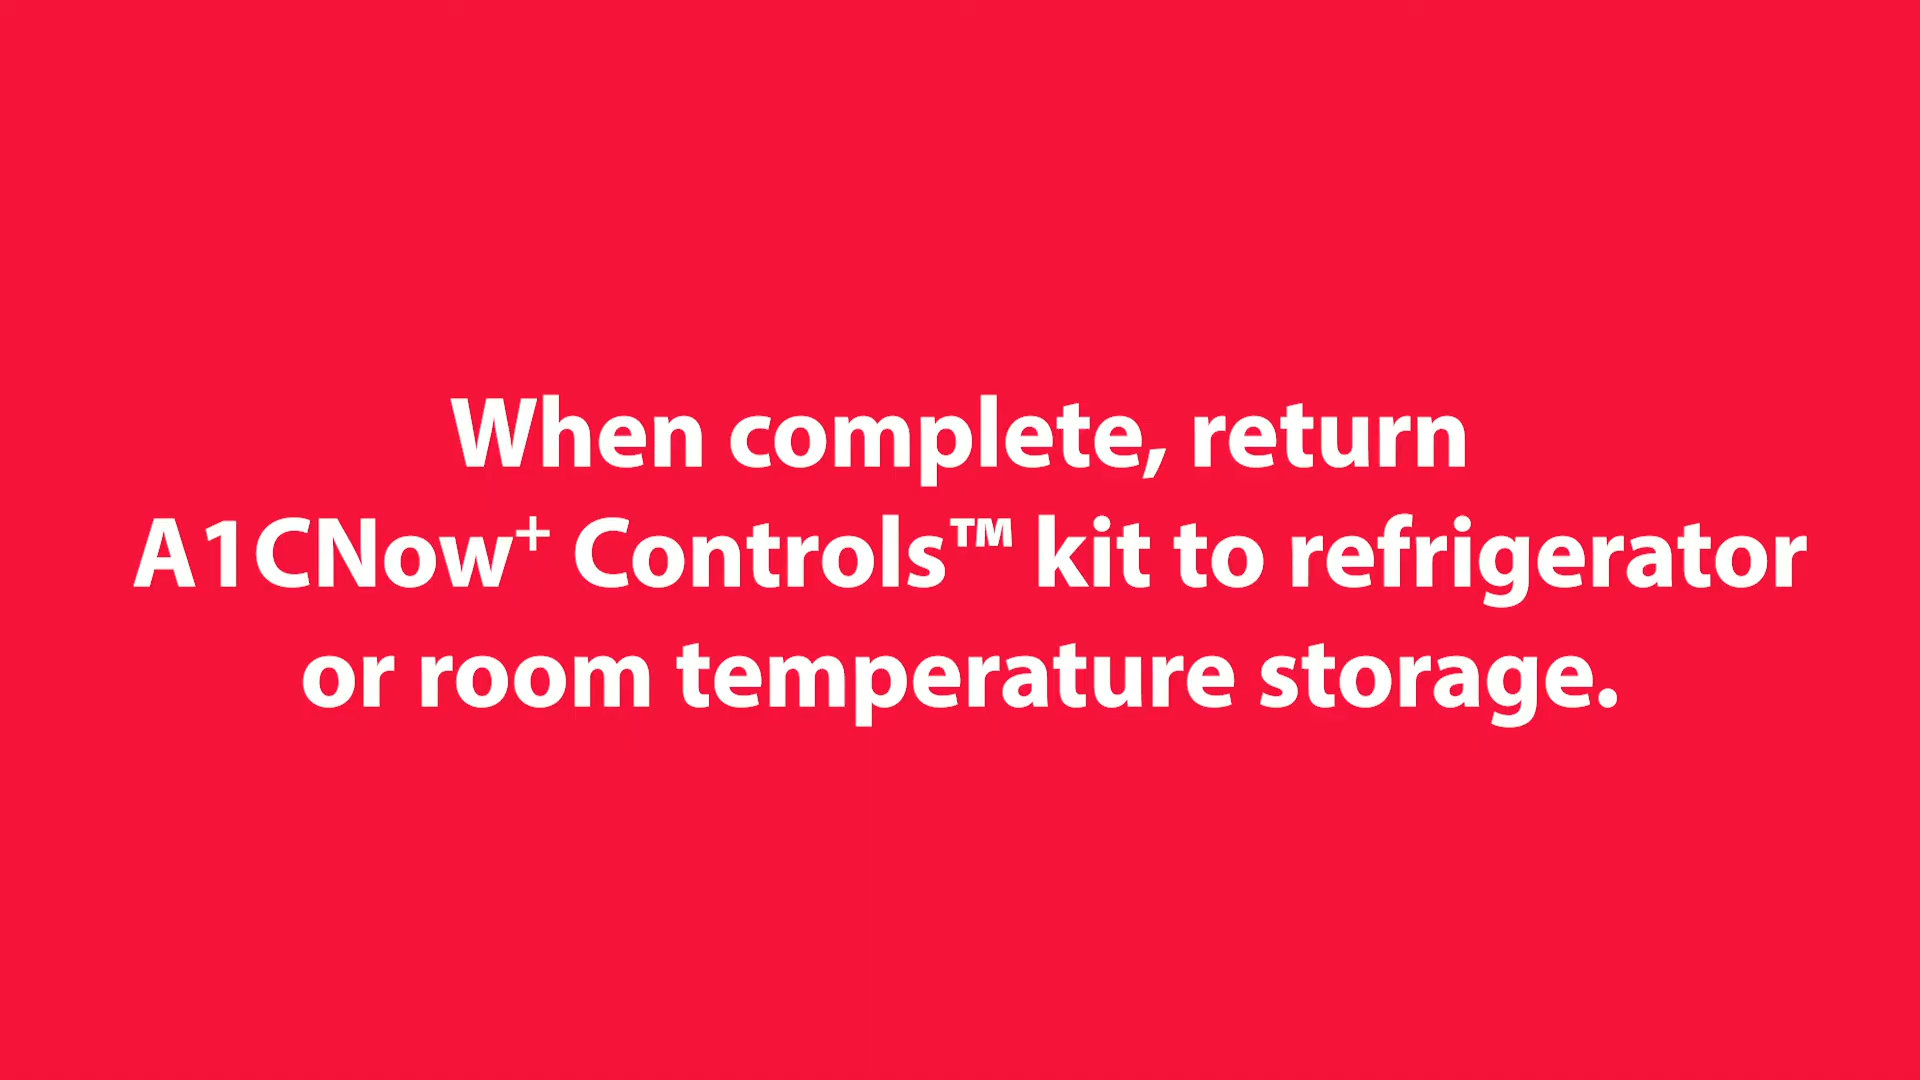 When complete, return
A1CNow⁺ Controls™ kit to refrigerator
or room temperature storage.